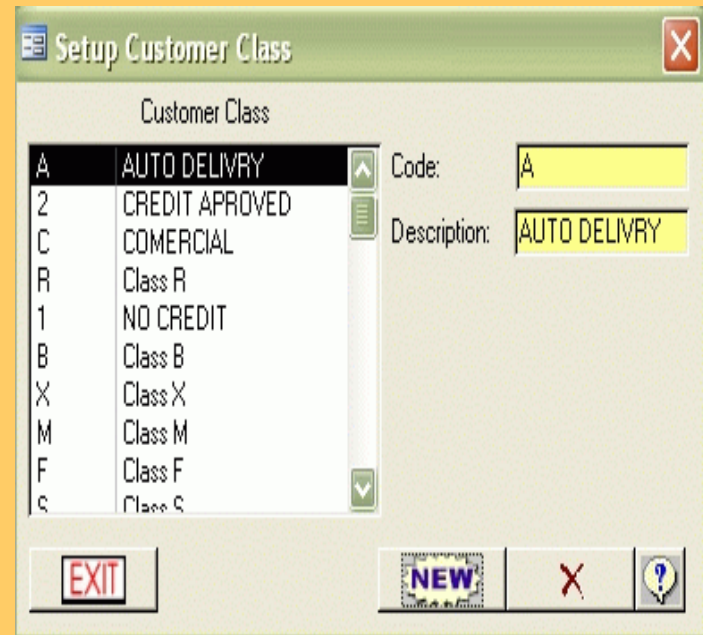 Setup Customer Class
Customer Class
A AUTO DELIVRY
2 CREDIT APROVED
C COMERCIAL
R Class R
1 NO CREDIT
B Class B
X Class X
M Class M
F Class F
S Class S
Code: A
Description: AUTO DELIVRY
EXIT
NEW
?